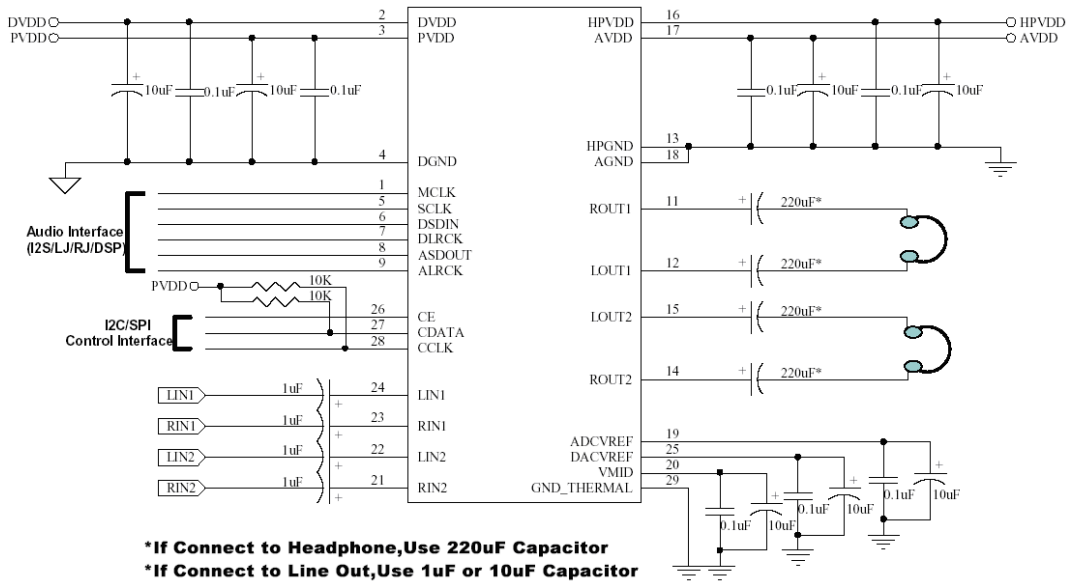 DVDD 2 DVDD
PVDD 3 PVDD
10uF 0.1uF 10uF 0.1uF
4 DGND
Audio Interface
(I2S/LJ/RJ/DSP)
1 MCLK
5 SCLK
6 DSDIN
7 DLRCK
8 ASDOUT
9 ALRCK
PVDD 10K
10K
I2C/SPI
Control Interface
26 CE
27 CDATA
28 CCLK
LIN1 1uF 24 LIN1
RIN1 1uF 23 RIN1
LIN2 1uF 22 LIN2
RIN2 1uF 21 RIN2
HPVDD 16 HPVDD
AVDD 17 AVDD
0.1uF 10uF 0.1uF 10uF
HPGND 13
AGND 18
ROUT1 11 220uF*
LOUT1 12 220uF*
LOUT2 15 220uF*
ROUT2 14 220uF*
ADCVREF 19
DACVREF 25
VMID 20
GND_THERMAL 29
0.1uF 10uF 0.1uF 10uF 0.1uF 10uF
*If Connect to Headphone,Use 220uF Capacitor
*If Connect to Line Out,Use 1uF or 10uF Capacitor